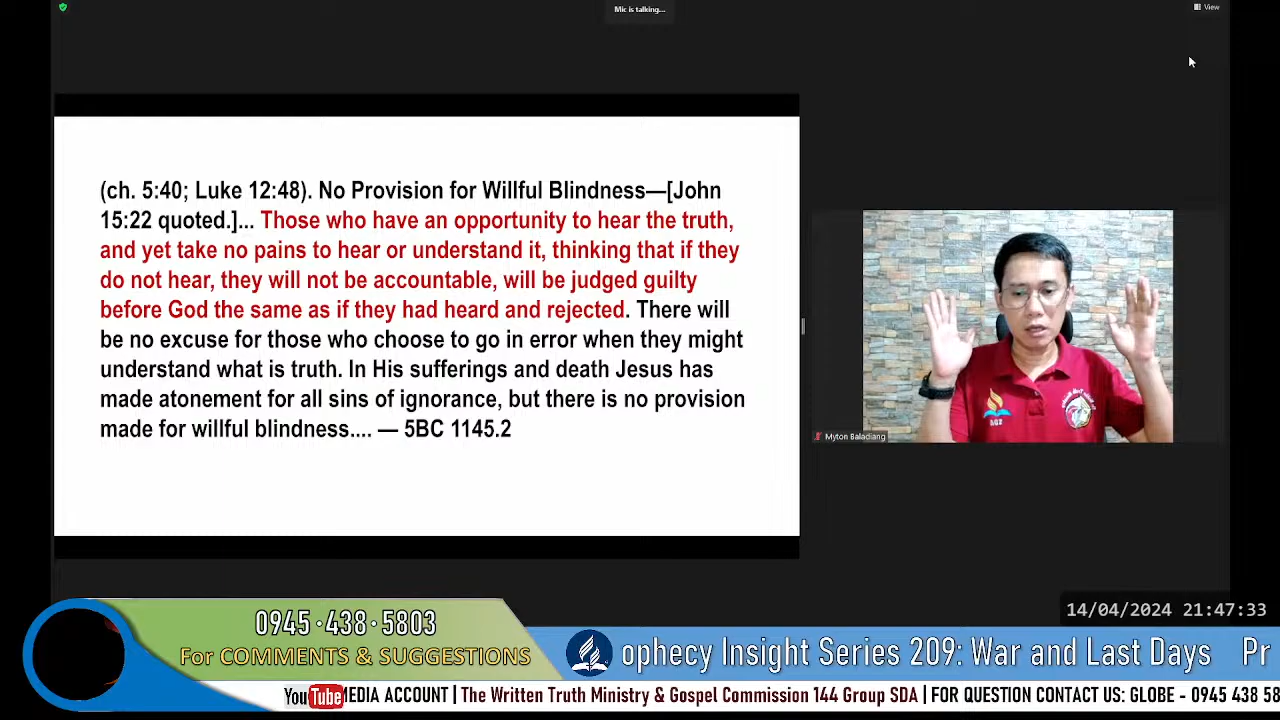 Mic is talking...
View
(ch. 5:40; Luke 12:48). No Provision for Willful Blindness—[John
15:22 quoted.]... Those who have an opportunity to hear the truth,
and yet take no pains to hear or understand it, thinking that if they
do not hear, they will not be accountable, will be judged guilty
before God the same as if they had heard and rejected. There will
be no excuse for those who choose to go in error when they might
understand what is truth. In His sufferings and death Jesus has
made atonement for all sins of ignorance, but there is no provision
made for willful blindness.... — 5BC 1145.2
Myton Baladiang
14/04/2024 21:47:33
0945·438·5803
For COMMENTS & SUGGESTIONS
ophecy Insight Series 209: War and Last Days Pr
YouTube
MEDIA ACCOUNT | The Written Truth Ministry & Gospel Commission 144 Group SDA | FOR QUESTION CONTACT US: GLOBE - 0945 438 58